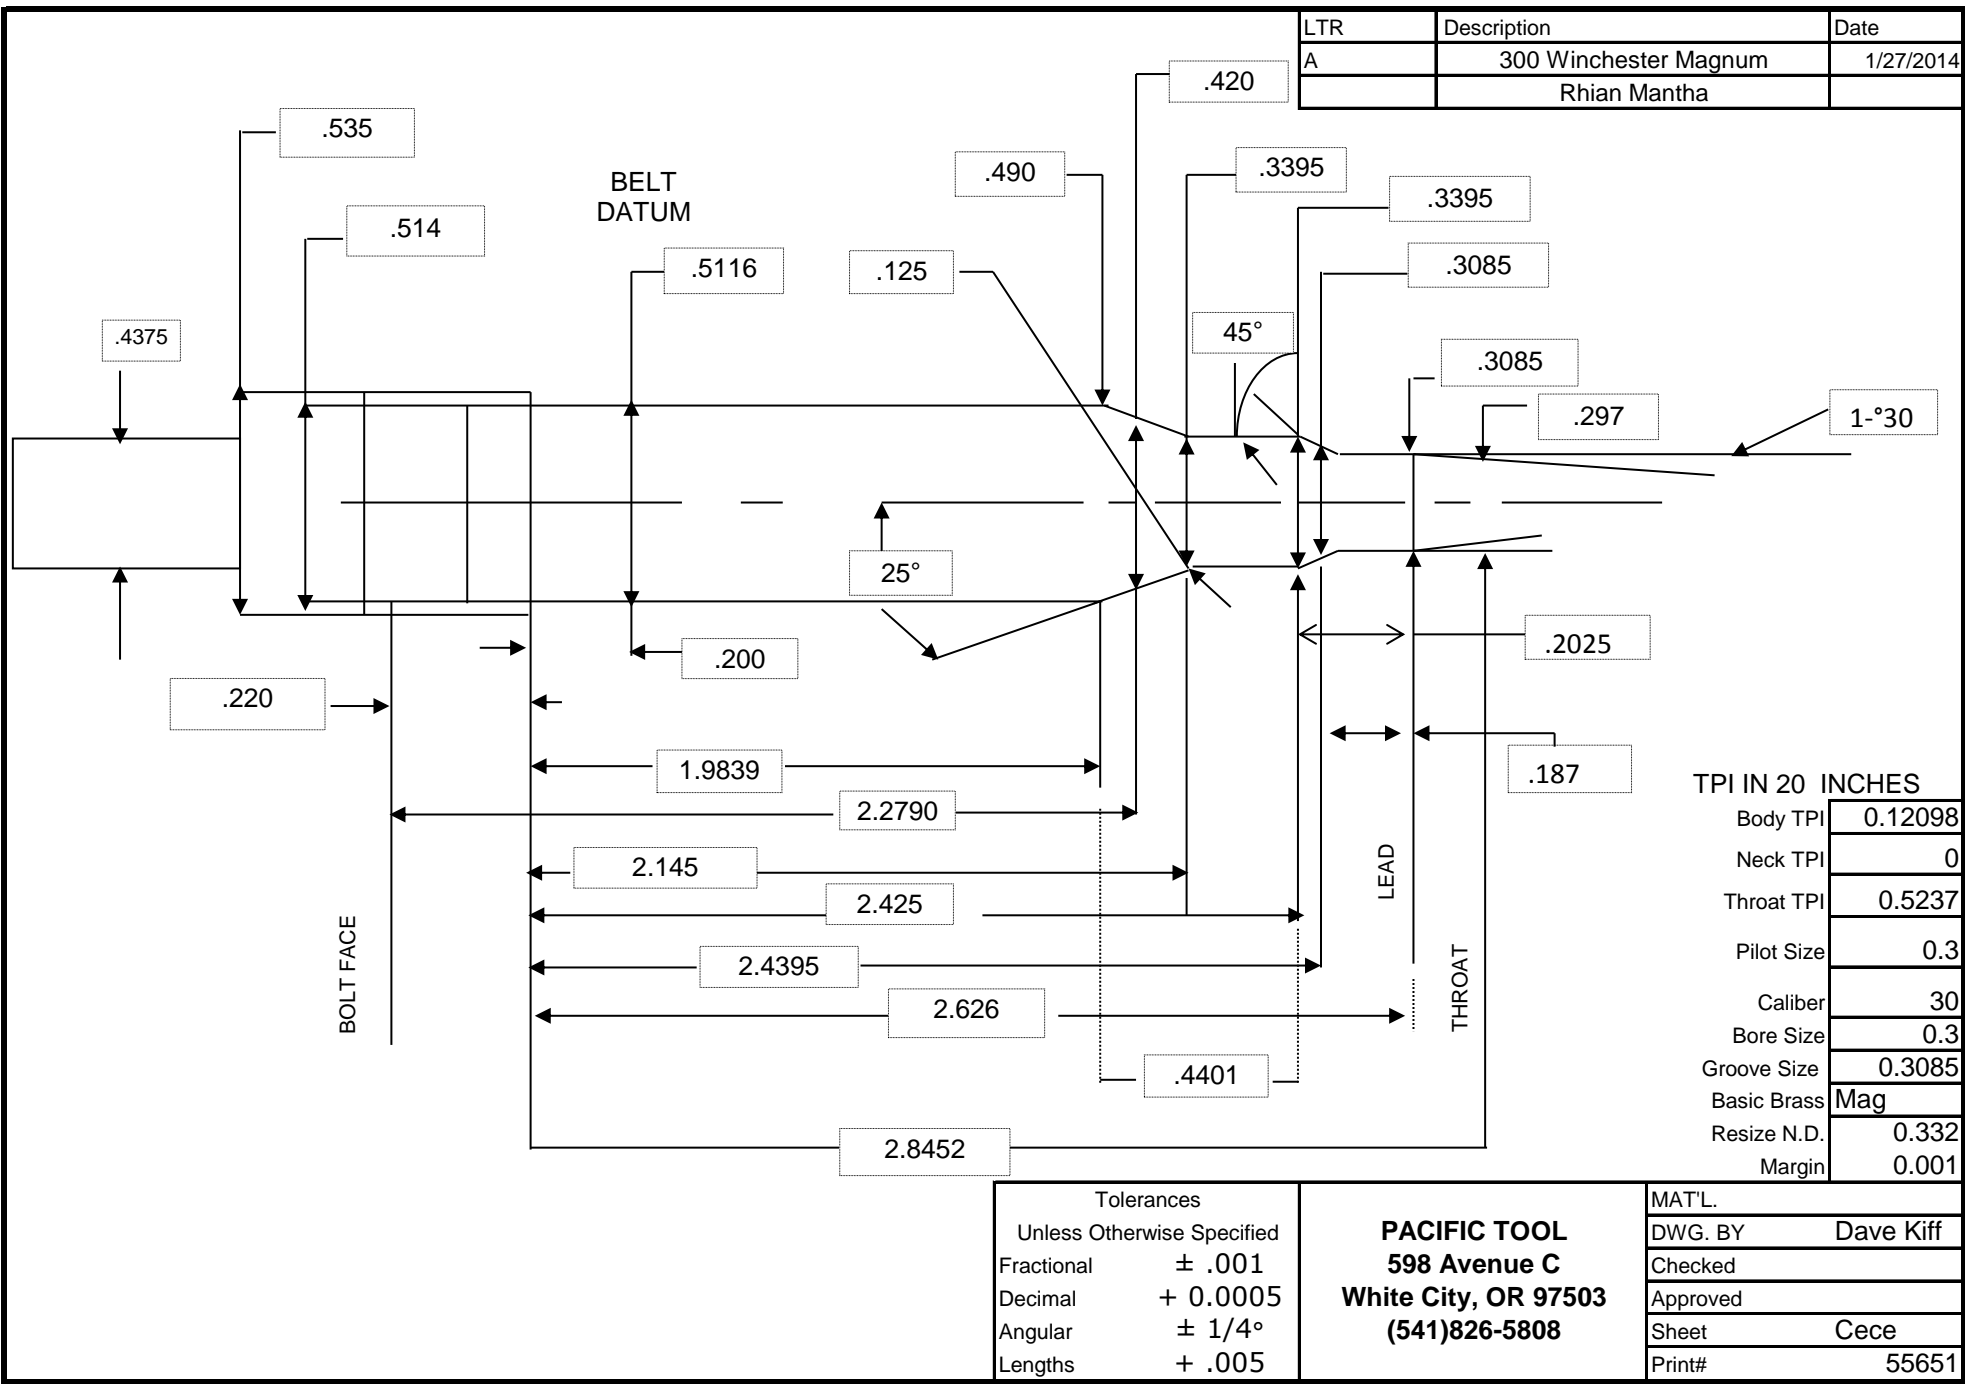 LTR Description Date
A 300 Winchester Magnum 1/27/2014
Rhian Mantha
.420
.535
.490
.3395
BELT
DATUM
.3395
.514
.5116
.125
.3085
.4375
45°
.3085
.297
1-°30
25°
.200
.2025
.220
1.9839
.187
2.2790
2.145
2.425
2.4395
2.626
.4401
2.8452
BOLT FACE
LEAD
THROAT
TPI IN 20 INCHES
Body TPI 0.12098
Neck TPI 0
Throat TPI 0.5237
Pilot Size 0.3
Caliber 30
Bore Size 0.3
Groove Size 0.3085
Basic Brass Mag
Resize N.D. 0.332
Margin 0.001
Tolerances
Unless Otherwise Specified
Fractional ± .001
Decimal + 0.0005
Angular ± 1/4°
Lengths + .005
PACIFIC TOOL
598 Avenue C
White City, OR 97503
(541)826-5808
MAT'L.
DWG. BY Dave Kiff
Checked
Approved
Sheet Cece
Print# 55651